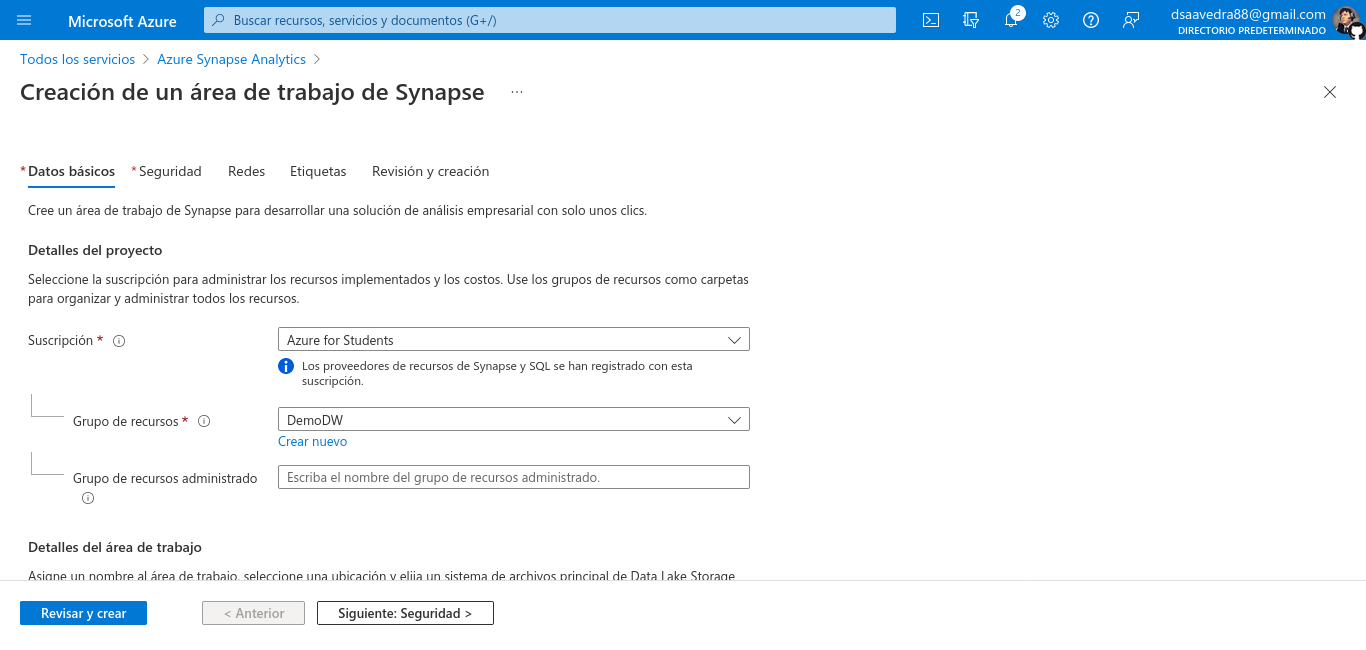 Microsoft Azure
Buscar recursos, servicios y documentos (G+/)
2
dsaavedra88@gmail.com
DIRECTORIO PREDETERMINADO
Todos los servicios > Azure Synapse Analytics >
Creación de un área de trabajo de Synapse ...
* Datos básicos * Seguridad Redes Etiquetas Revisión y creación
Cree un área de trabajo de Synapse para desarrollar una solución de análisis empresarial con solo unos clics.
Detalles del proyecto
Seleccione la suscripción para administrar los recursos implementados y los costos. Use los grupos de recursos como carpetas
para organizar y administrar todos los recursos.
Suscripción *
Azure for Students
Los proveedores de recursos de Synapse y SQL se han registrado con esta
suscripción.
Grupo de recursos *
DemoDW
Crear nuevo
Grupo de recursos administrado
Escriba el nombre del grupo de recursos administrado.
Detalles del área de trabajo
Asigne un nombre al área de trabajo, seleccione una ubicación y elija un sistema de archivos principal de Data Lake Storage
Revisar y crear
< Anterior
Siguiente: Seguridad >